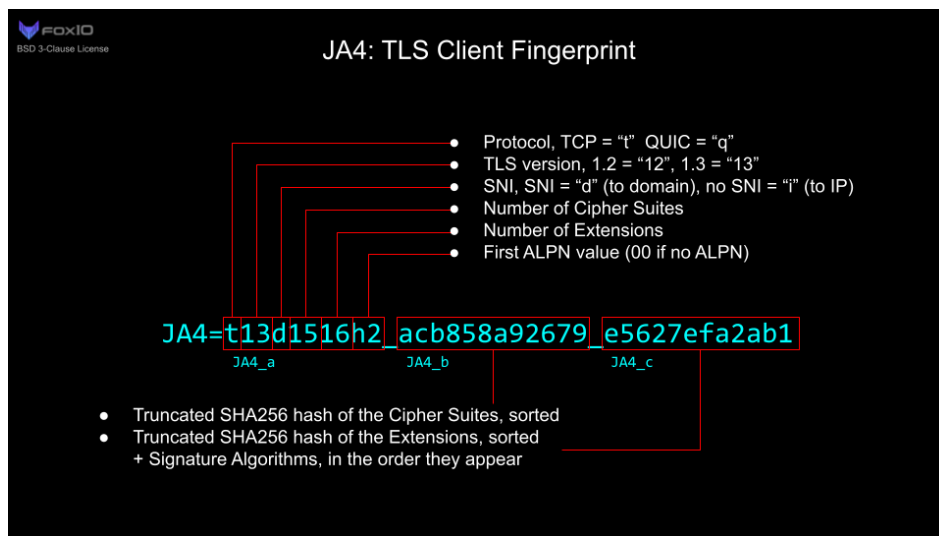 FOXIO
BSD 3-Clause License
JA4: TLS Client Fingerprint
● Protocol, TCP = “t” QUIC = “q”
● TLS version, 1.2 = “12”, 1.3 = “13”
● SNI, SNI = “d” (to domain), no SNI = “i” (to IP)
● Number of Cipher Suites
● Number of Extensions
● First ALPN value (00 if no ALPN)
JA4=t13d1516h2_acb858a92679_e5627efa2ab1
JA4_a JA4_b JA4_c
● Truncated SHA256 hash of the Cipher Suites, sorted
● Truncated SHA256 hash of the Extensions, sorted
+ Signature Algorithms, in the order they appear